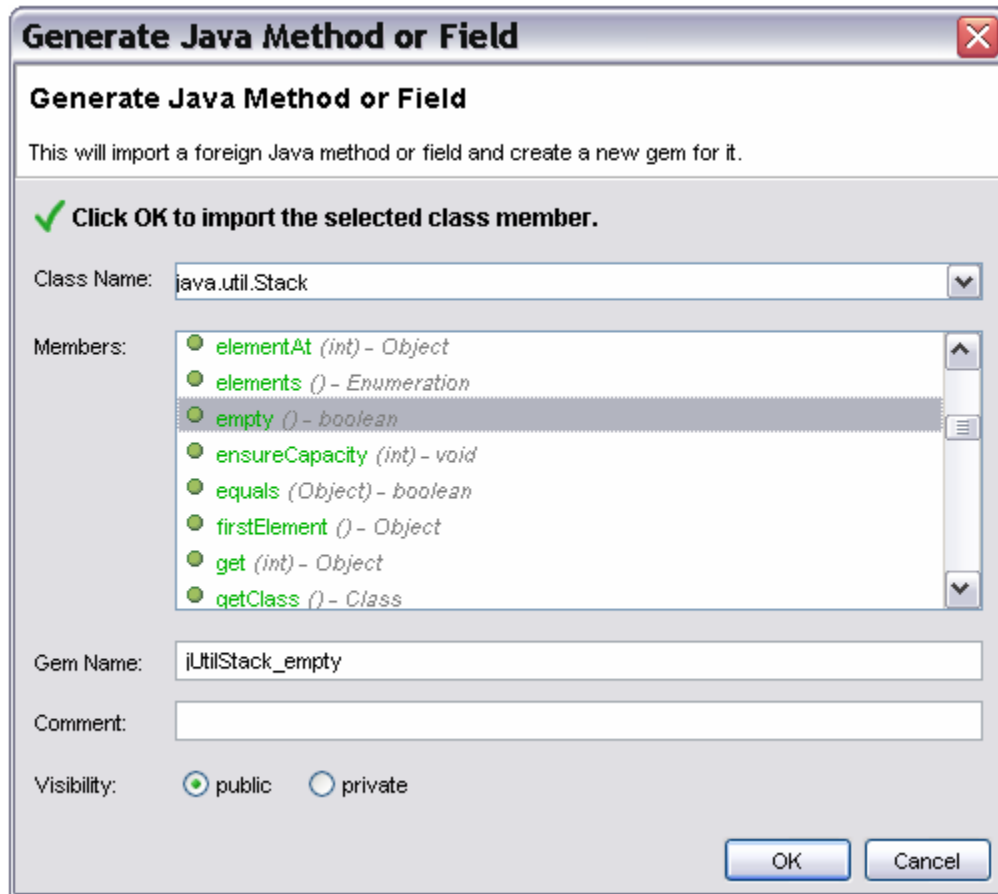 Generate Java Method or Field
Generate Java Method or Field
This will import a foreign Java method or field and create a new gem for it.
Click OK to import the selected class member.
Class Name: java.util.Stack
Members:
elementAt (int) – Object
elements () – Enumeration
empty () – boolean
ensureCapacity (int) – void
equals (Object) – boolean
firstElement () – Object
get (int) – Object
getClass () – Class
Gem Name: jUtilStack_empty
Comment:
Visibility: public private
OK Cancel